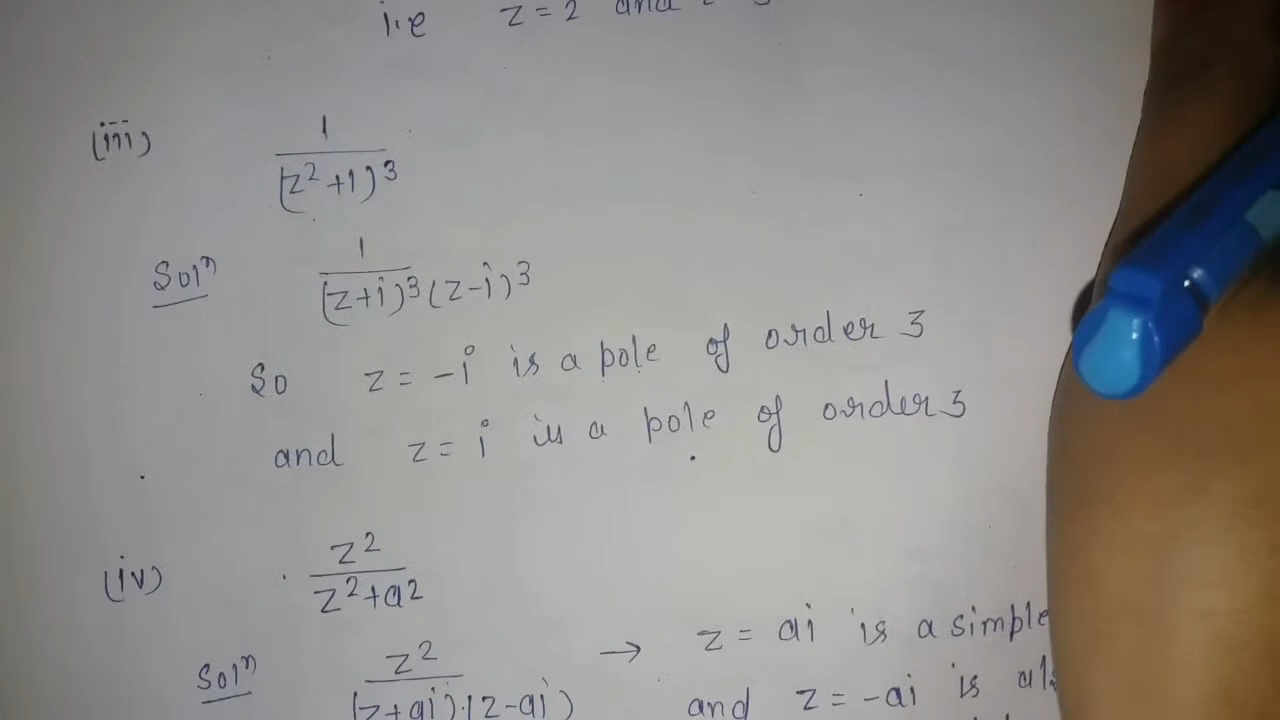 i.e z = 2 and
(iii) 1/(z²+1)³
Solⁿ 1/(z+i)³(z-i)³
So z = -i is a pole of order 3
and z = i is a pole of order 3
(iv) z²/z²+a²
Solⁿ z²/(z+ai).(z-ai) → z = ai is a simple
and z = -ai is